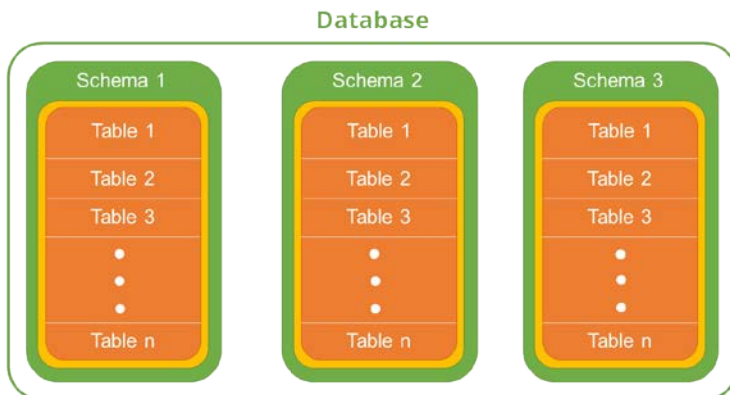 Database
Schema 1
Table 1
Table 2
Table 3
Table n
Schema 2
Table 1
Table 2
Table 3
Table n
Schema 3
Table 1
Table 2
Table 3
Table n